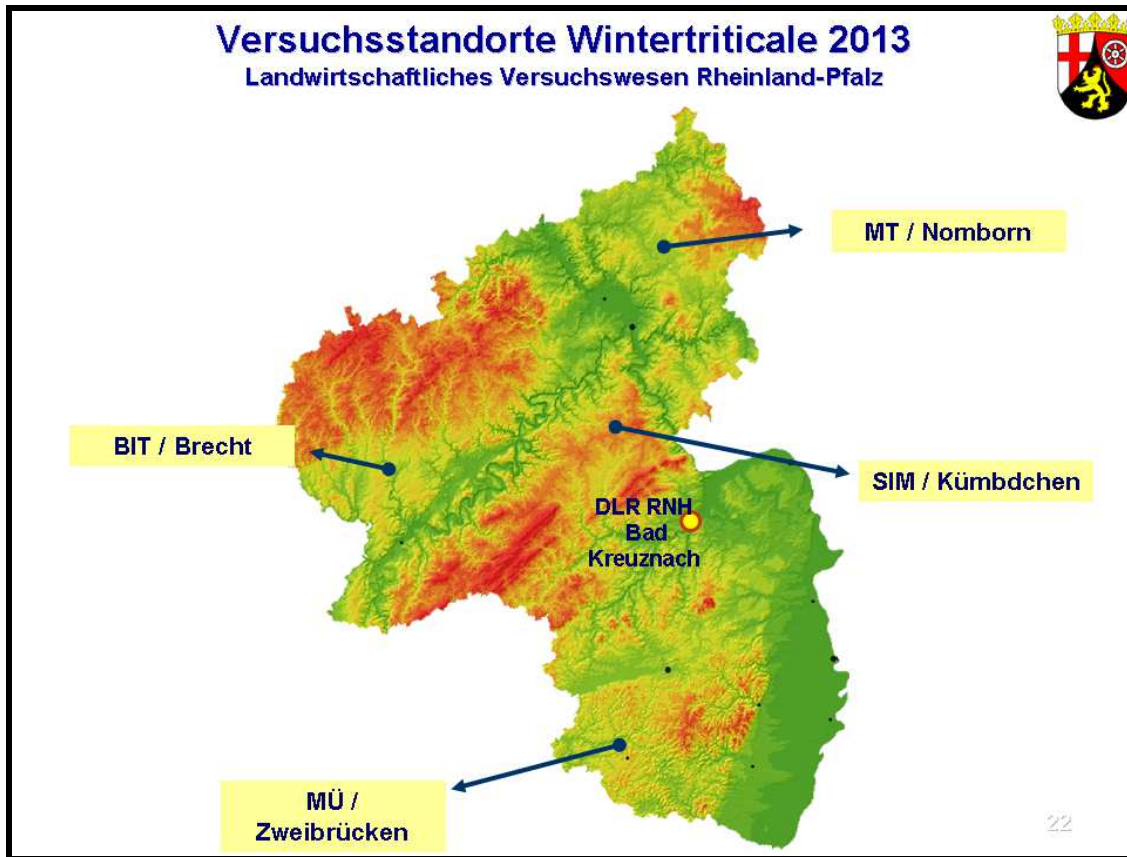 Versuchsstandorte Wintertriticale 2013
Landwirtschaftliches Versuchswesen Rheinland-Pfalz
MT / Nomborn
BIT / Brecht
SIM / Kümbdchen
DLR RNH
Bad
Kreuznach
MÜ /
Zweibrücken
22